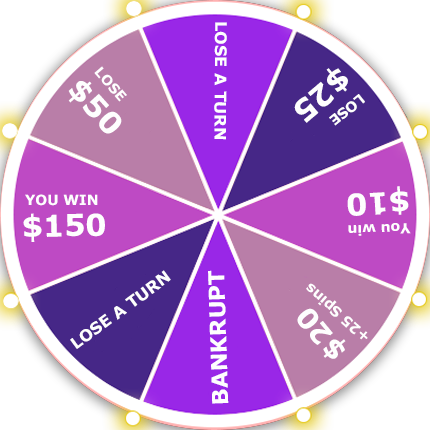 LOSE A TURN
LOSE
$25
You win
$10
+25 Spins
$20
BANKRUPT
LOSE A TURN
YOU WIN
$150
LOSE
$50